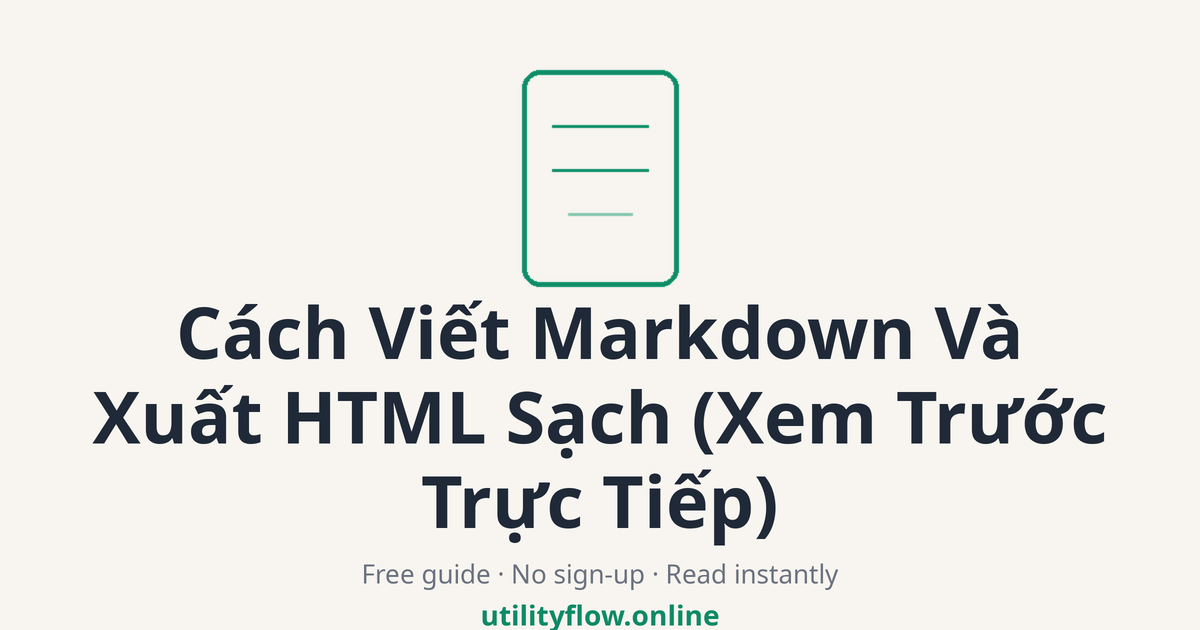 Cách Viết Markdown Và
Xuất HTML Sạch (Xem Trước
Trực Tiếp)
Free guide · No sign-up · Read instantly
utilityflow.online